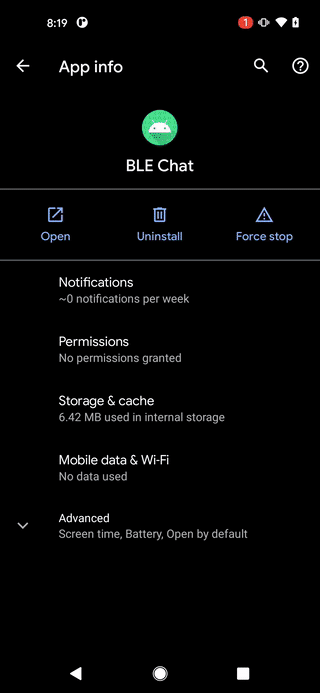 8:19
1
App info
BLE Chat
Open
Uninstall
Force stop
Notifications
~0 notifications per week
Permissions
No permissions granted
Storage & cache
6.42 MB used in internal storage
Mobile data & Wi-Fi
No data used
Advanced
Screen time, Battery, Open by default